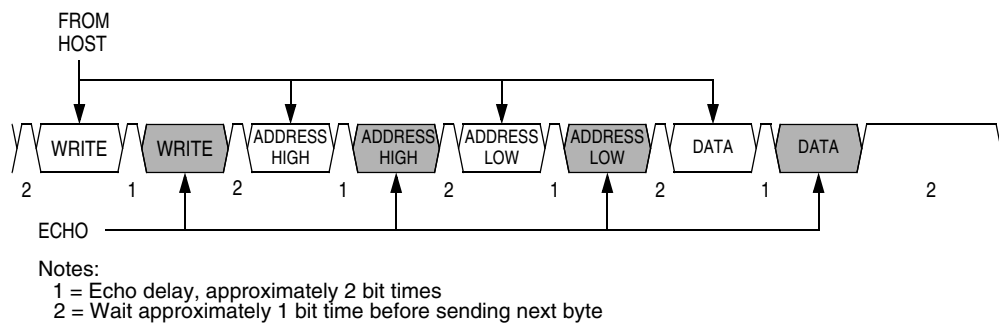 FROM
HOST
WRITE WRITE ADDRESS HIGH ADDRESS HIGH ADDRESS LOW ADDRESS LOW DATA DATA
2 1 2 1 2 1 2 1 2
ECHO
Notes:
1 = Echo delay, approximately 2 bit times
2 = Wait approximately 1 bit time before sending next byte